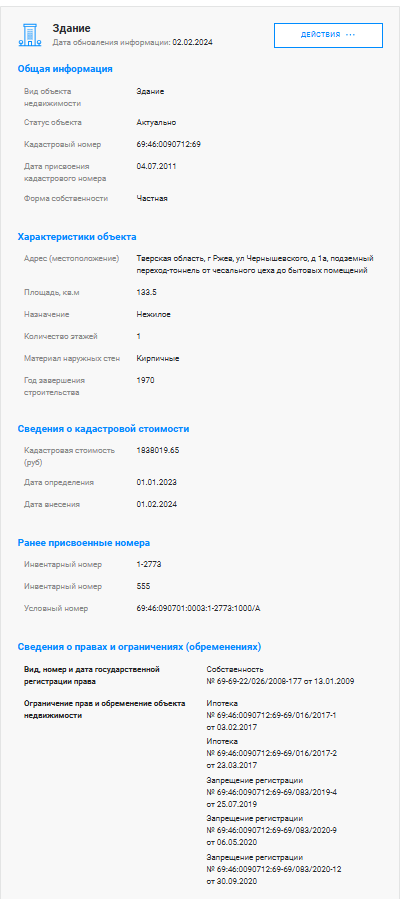 Здание
Дата обновления информации: 02.02.2024
ДЕЙСТВИЯ ···
Общая информация
Вид объекта
недвижимости
Здание
Статус объекта
Актуально
Кадастровый номер
69:46:0090712:69
Дата присвоения
кадастрового номера
04.07.2011
Форма собственности
Частная
Характеристики объекта
Адрес (местоположение)
Тверская область, г Ржев, ул Чернышевского, д 1а, подземный
переход-тоннель от чесального цеха до бытовых помещений
Площадь, кв.м
133.5
Назначение
Нежилое
Количество этажей
1
Материал наружных стен
Кирпичные
Год завершения
строительства
1970
Сведения о кадастровой стоимости
Кадастровая стоимость
(руб)
1838019.65
Дата определения
01.01.2023
Дата внесения
01.02.2024
Ранее присвоенные номера
Инвентарный номер
1-2773
Инвентарный номер
555
Условный номер
69:46:090701:0003:1-2773:1000/А
Сведения о правах и ограничениях (обременениях)
Вид, номер и дата государственной
регистрации права
Собственность
№ 69-69-22/026/2008-177 от 13.01.2009
Ограничение прав и обременение объекта
недвижимости
Ипотека
№ 69:46:0090712:69-69/016/2017-1
от 03.02.2017
Ипотека
№ 69:46:0090712:69-69/016/2017-2
от 23.03.2017
Запрещение регистрации
№ 69:46:0090712:69-69/083/2019-4
от 25.07.2019
Запрещение регистрации
№ 69:46:0090712:69-69/083/2020-9
от 06.05.2020
Запрещение регистрации
№ 69:46:0090712:69-69/083/2020-12
от 30.09.2020